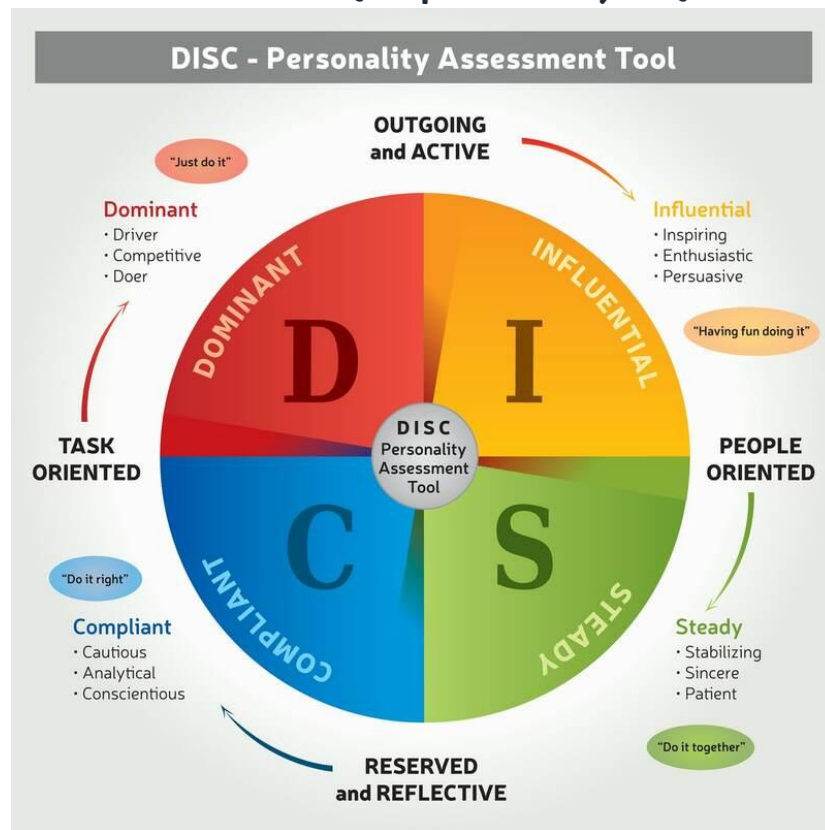 DISC - Personality Assessment Tool
OUTGOING
and ACTIVE
"Just do it"
Dominant
· Driver
· Competitive
· Doer
Influential
· Inspiring
· Enthusiastic
· Persuasive
"Having fun doing it"
DOMINANT
D
INFLUENTIAL
I
DISC
Personality
Assessment
Tool
TASK
ORIENTED
PEOPLE
ORIENTED
COMPLIANT
C
STEADY
S
"Do it right"
Compliant
· Cautious
· Analytical
· Conscientious
Steady
· Stabilizing
· Sincere
· Patient
"Do it together"
RESERVED
and REFLECTIVE